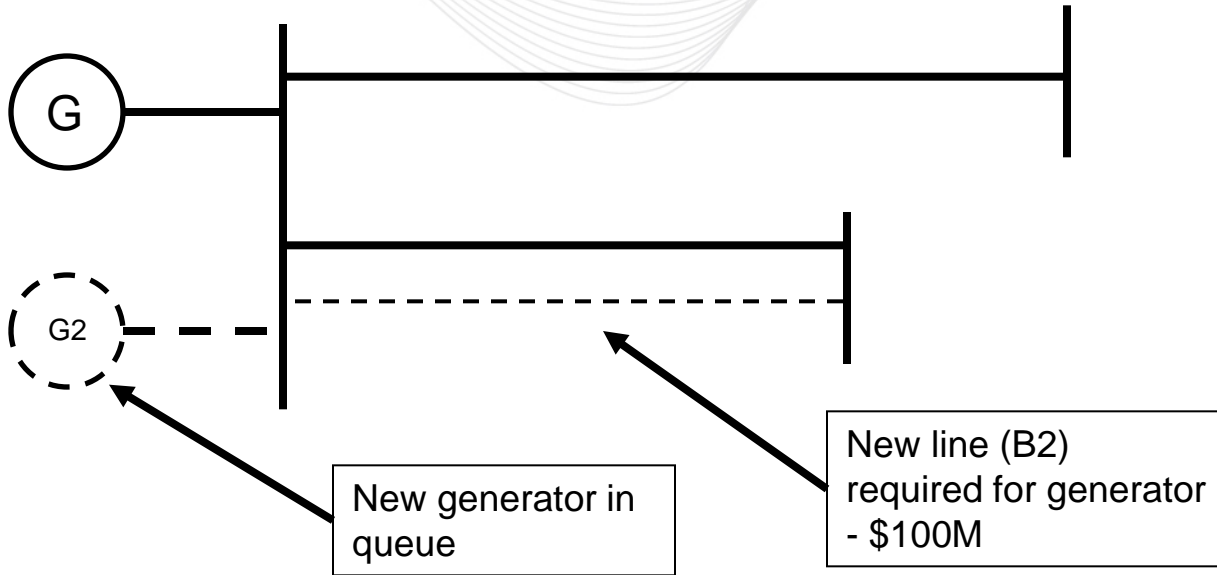 G
G2
New generator in
queue
New line (B2)
required for generator
- $100M